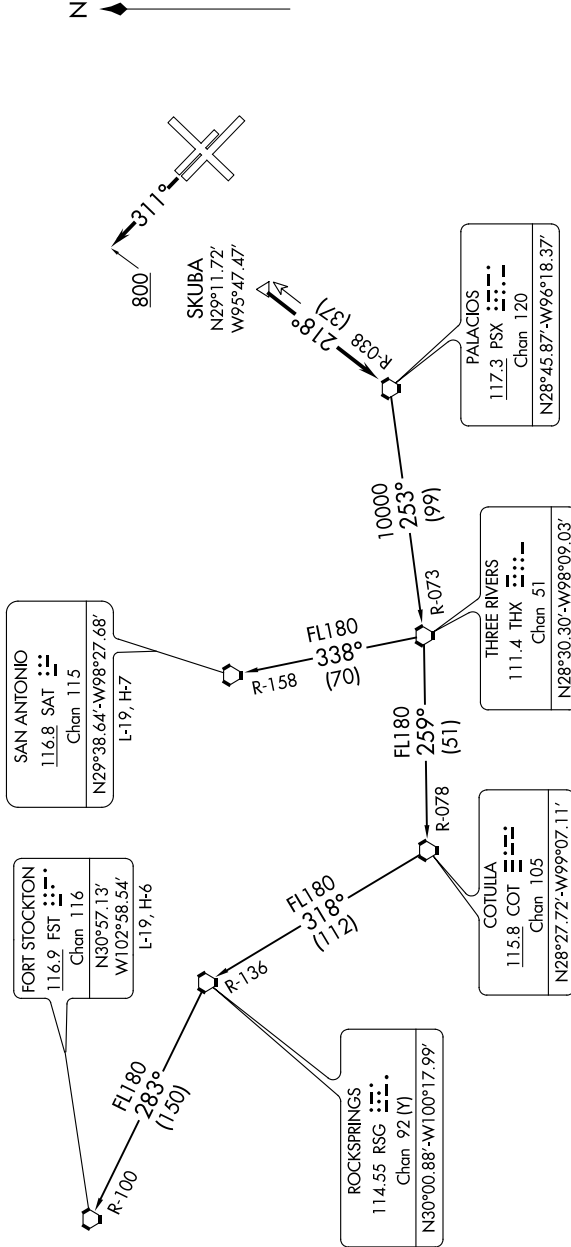 N
311°
800
SKUBA
N29°11.72'
W95°47.47'
218°
(37)
R-038
PALACIOS
117.3 PSX
Chan 120
N28°45.87'-W96°18.37'
10000
253°
(99)
R-073
THREE RIVERS
111.4 THX
Chan 51
N28°30.30'-W98°09.03'
SAN ANTONIO
116.8 SAT
Chan 115
N29°38.64'-W98°27.68'
L-19, H-7
FL180
338°
(70)
R-158
FL180
259°
(51)
R-078
COTULLA
115.8 COT
Chan 105
N28°27.72'-W99°07.11'
FL180
318°
(112)
R-136
ROCKSPRINGS
114.55 RSG
Chan 92 (Y)
N30°00.88'-W100°17.99'
FL180
283°
(150)
R-100
FORT STOCKTON
116.9 FST
Chan 116
N30°57.13'
W102°58.54'
L-19, H-6